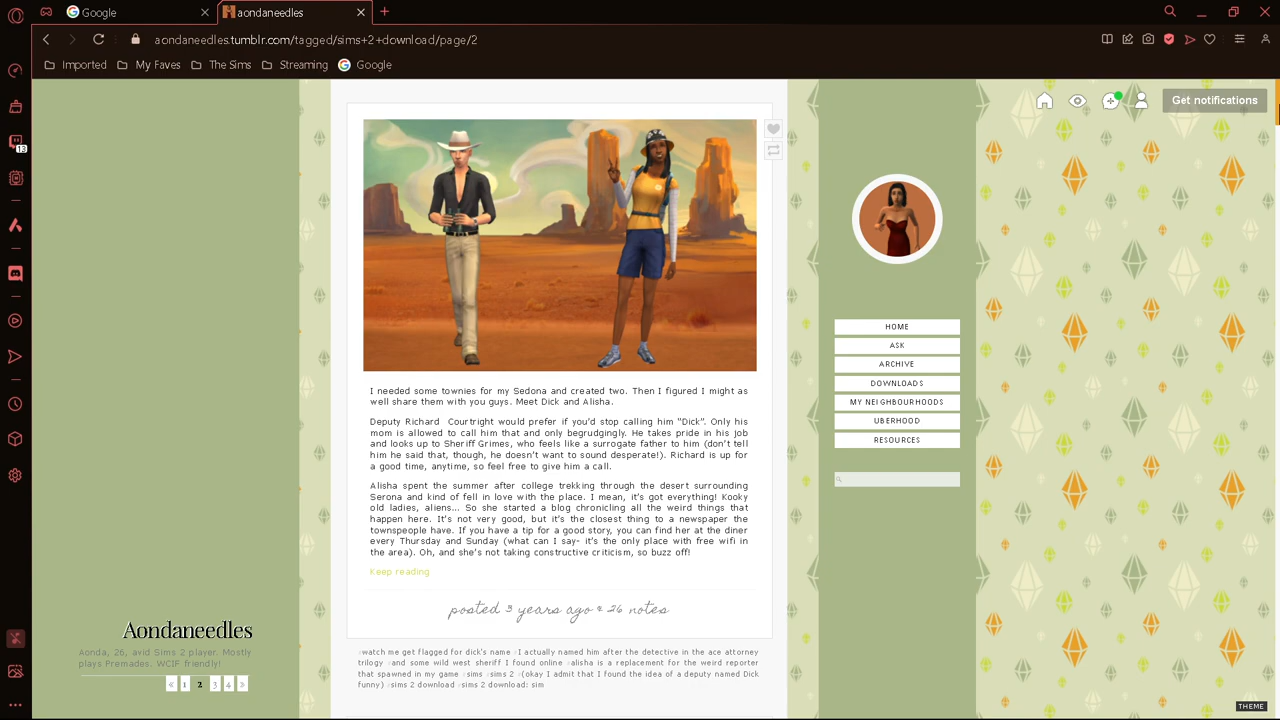 Google
aondaneedles
aondaneedles.tumblr.com/tagged/sims+2+download/page/2
Imported My Faves The Sims Streaming Google
13
Get notifications
I needed some townies for my Sedona and created two. Then I figured I might as
well share them with you guys. Meet Dick and Alisha.
Deputy Richard Courtright would prefer if you'd stop calling him "Dick". Only his
mom is allowed to call him that and only begrudgingly. He takes pride in his job
and looks up to Sheriff Grimes, who feels like a surrogate father to him (don't tell
him he said that, though, he doesn't want to sound desperate!). Richard is up for
a good time, anytime, so feel free to give him a call.
Alisha spent the summer after college trekking through the desert surrounding
Serona and kind of fell in love with the place. I mean, it's got everything! Kooky
old ladies, aliens... So she started a blog chronicling all the weird things that
happen here. It's not very good, but it's the closest thing to a newspaper the
townspeople have. If you have a tip for a good story, you can find her at the diner
every Thursday and Sunday (what can I say- it's the only place with free wifi in
the area). Oh, and she's not taking constructive criticism, so buzz off!
Keep reading
posted 3 years ago & 26 notes
#watch me get flagged for dick's name #I actually named him after the detective in the ace attorney
trilogy #and some wild west sheriff I found online #alisha is a replacement for the weird reporter
that spawned in my game #sims #sims 2 #(okay I admit that I found the idea of a deputy named Dick
funny) #sims 2 download #sims 2 download: sim
HOME
ASK
ARCHIVE
DOWNLOADS
MY NEIGHBOURHOODS
UBERHOOD
RESOURCES
Aondaneedles
Aonda, 26, avid Sims 2 player. Mostly
plays Premades. WCIF friendly!
« 1 2 3 4 >
THEME